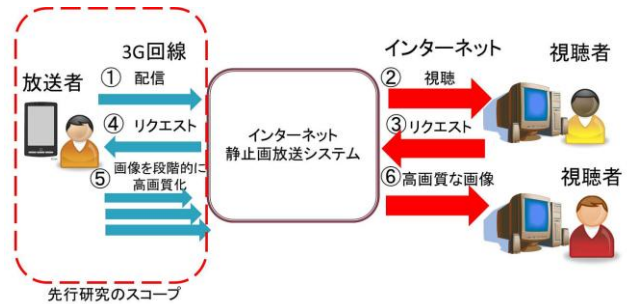 3G回線
インターネット
視聴者
放送者
① 配信
② 視聴
④ リクエスト
③ リクエスト
インターネット
静止画放送システム
⑤ 画像を段階的に
高画質化
⑥ 高画質な画像
視聴者
先行研究のスコープ